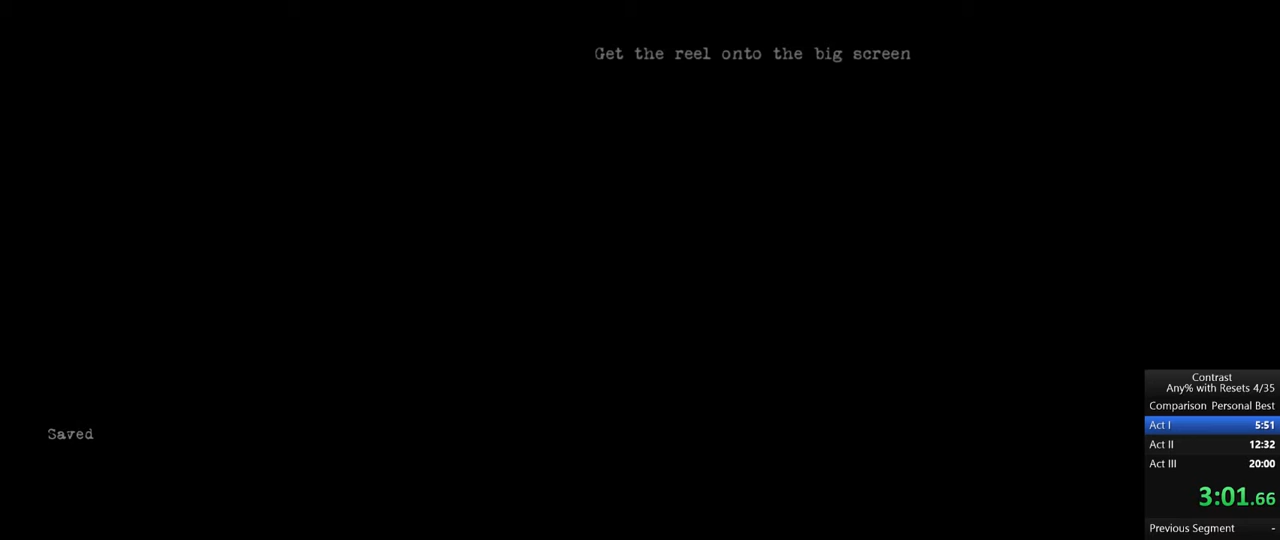 Get the reel onto the big screen
Saved
Contrast
Any% with Resets 4/35
Comparison Personal Best
Act I 5:51
Act II 12:32
Act III 20:00
3:01.66
Previous Segment -